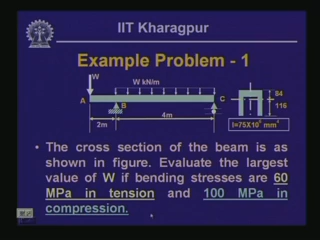 IIT Kharagpur
Example Problem - 1
W
W kN/m
A
B
C
84
116
4m
2m
I=75X10⁶ mm⁴
• The cross section of the beam is as
shown in figure. Evaluate the largest
value of W if bending stresses are 60
MPa in tension and 100 MPa in
compression.